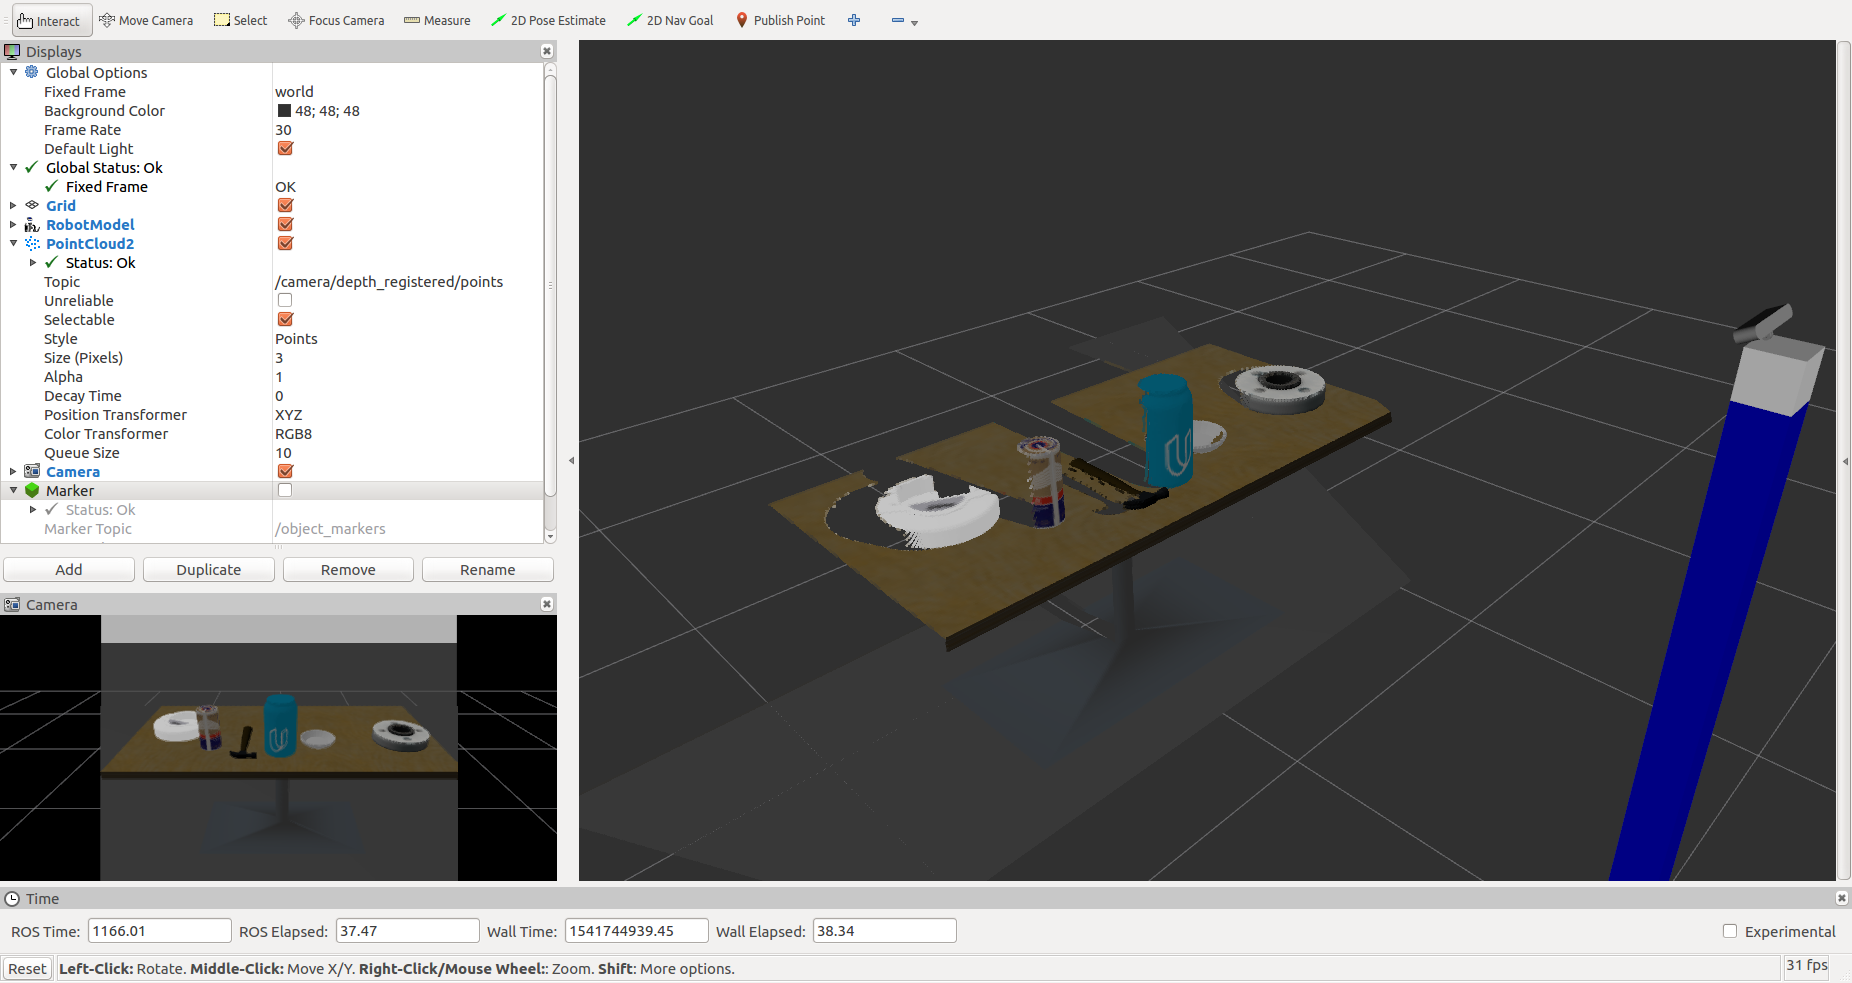 Interact Move Camera Select Focus Camera Measure 2D Pose Estimate 2D Nav Goal Publish Point
Displays
Global Options
Fixed Frame world
Background Color 48; 48; 48
Frame Rate 30
Default Light
Global Status: Ok
Fixed Frame OK
Grid
RobotModel
PointCloud2
Status: Ok
Topic /camera/depth_registered/points
Unreliable
Selectable
Style Points
Size (Pixels) 3
Alpha 1
Decay Time 0
Position Transformer XYZ
Color Transformer RGB8
Queue Size 10
Camera
Marker
Status: Ok
Marker Topic /object_markers
Add Duplicate Remove Rename
Camera
Time
ROS Time: 1166.01 ROS Elapsed: 37.47 Wall Time: 1541744939.45 Wall Elapsed: 38.34 Experimental
Reset Left-Click: Rotate. Middle-Click: Move X/Y. Right-Click/Mouse Wheel:: Zoom. Shift: More options. 31 fps